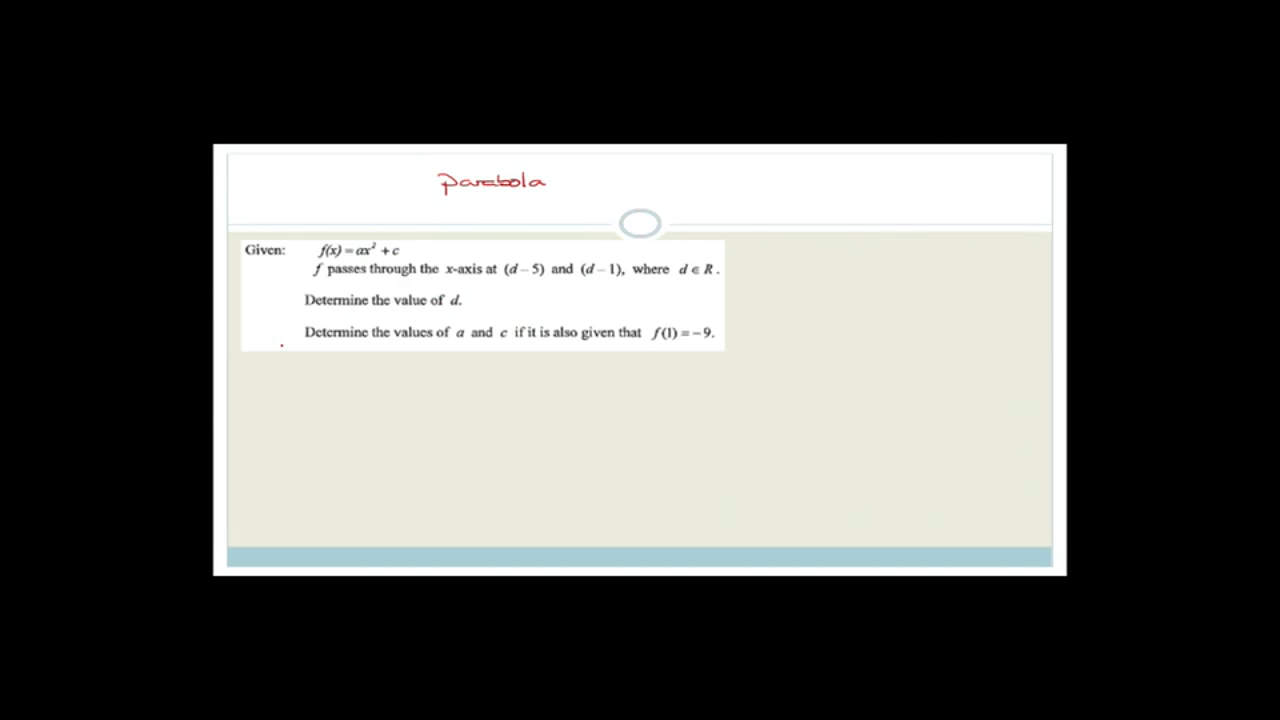 parabola
Given: f(x) = ax² + c
f passes through the x-axis at (d – 5) and (d – 1), where d ∈ R.
Determine the value of d.
Determine the values of a and c if it is also given that f(1) = – 9.